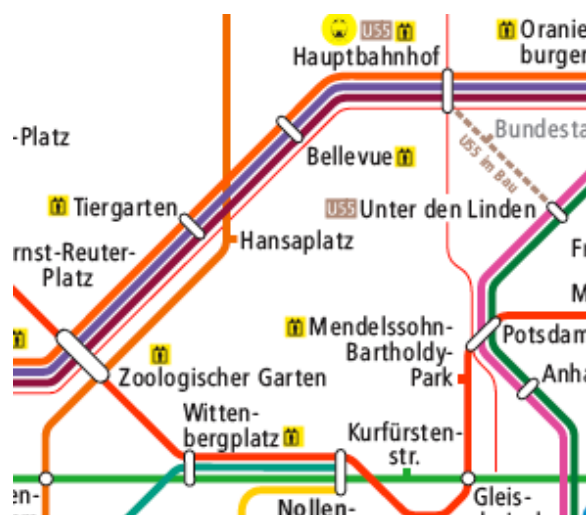 U55
Oranie
burger
Hauptbahnhof
-Platz
Bundesta
Bellevue
U55 im Bau
Tiergarten
U55 Unter den Linden
Hansaplatz
rnst-Reuter-
Platz
Fr
M
Mendelssohn-
Bartholdy-
Park
Potsdam
Zoologischer Garten
Anha
Witten-
bergplatz
Kurfürsten-
str.
en-
Nollen-
Gleis-